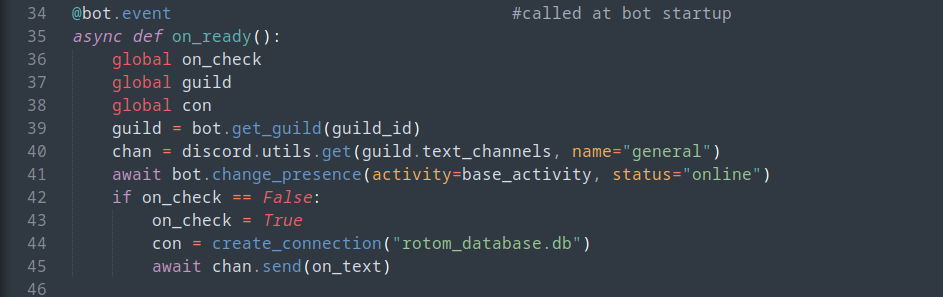 34 @bot.event #called at bot startup
35 async def on_ready():
36     global on_check
37     global guild
38     global con
39     guild = bot.get_guild(guild_id)
40     chan = discord.utils.get(guild.text_channels, name="general")
41     await bot.change_presence(activity=base_activity, status="online")
42     if on_check == False:
43         on_check = True
44         con = create_connection("rotom_database.db")
45         await chan.send(on_text)
46